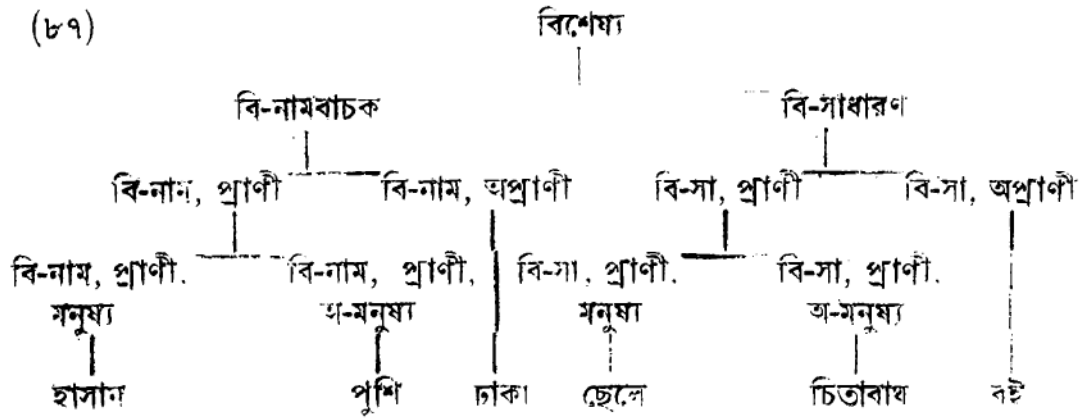 (৮৭) বিশেষ্য
বি-নামবাচক বি-সাধারণ
বি-নাম, প্রাণী বি-নাম, অপ্রাণী বি-সা, প্রাণী বি-সা, অপ্রাণী
বি-নাম, প্রাণী. বি-নাম, প্রাণী, বি-সা, প্রাণী. বি-সা, প্রাণী.
মনুষ্য অ-মনুষ্য মনুষ্য অ-মনুষ্য
হাসান পুশি ঢাকা ছেলে চিতাবাঘ বই